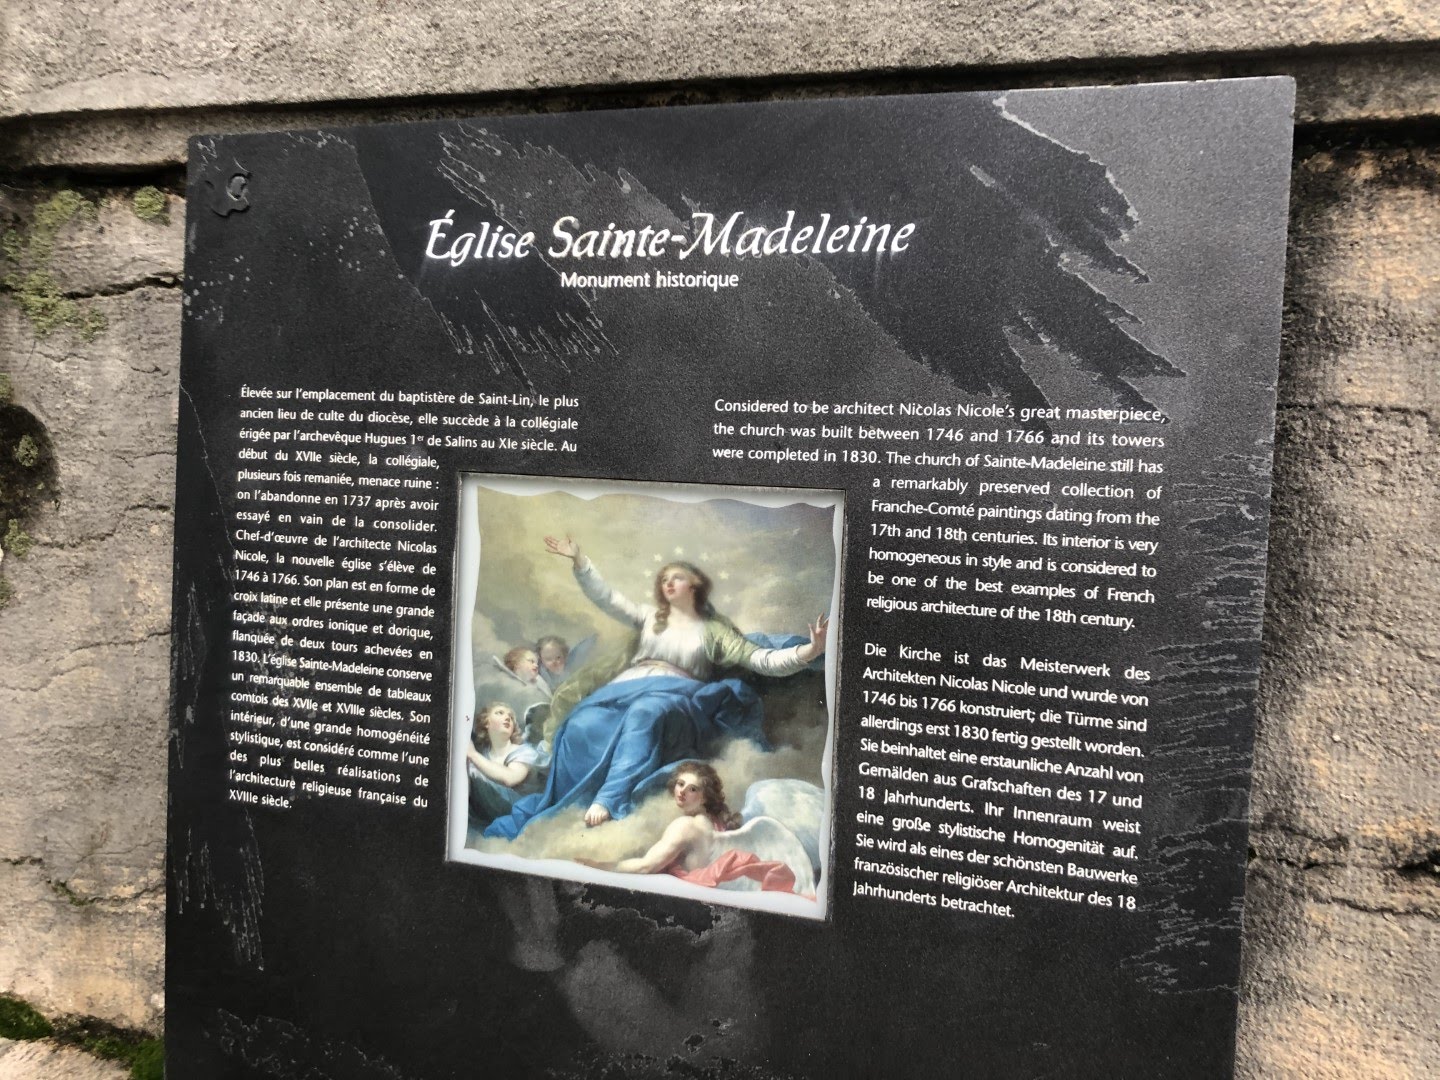 Église Sainte-Madeleine
Monument historique
Élevée sur l'emplacement du baptistère de Saint-Lin, le plus
ancien lieu de culte du diocèse, elle succède à la collégiale
érigée par l'archevêque Hugues 1er de Salins au XIe siècle. Au
début du XVIIe siècle, la collégiale,
plusieurs fois remaniée, menace ruine :
on l'abandonne en 1737 après avoir
essayé en vain de la consolider.
Chef-d'œuvre de l'architecte Nicolas
Nicole, la nouvelle église s'élève de
1746 à 1766. Son plan est en forme de
croix latine et elle présente une grande
façade aux ordres ionique et dorique,
flanquée de deux tours achevées en
1830. L'église Sainte-Madeleine conserve
un remarquable ensemble de tableaux
comtois des XVIIe et XVIIIe siècles. Son
intérieur, d'une grande homogénéité
stylistique, est considéré comme l'une
des plus belles réalisations de
l'architecture religieuse française du
XVIIIe siècle.
Considered to be architect Nicolas Nicole's great masterpiece,
the church was built between 1746 and 1766 and its towers
were completed in 1830. The church of Sainte-Madeleine still has
a remarkably preserved collection of
Franche-Comté paintings dating from the
17th and 18th centuries. Its interior is very
homogeneous in style and is considered to
be one of the best examples of French
religious architecture of the 18th century.
Die Kirche ist das Meisterwerk des
Architekten Nicolas Nicole und wurde von
1746 bis 1766 konstruiert; die Türme sind
allerdings erst 1830 fertig gestellt worden.
Sie beinhaltet eine erstaunliche Anzahl von
Gemälden aus Grafschaften des 17 und
18 Jahrhunderts. Ihr Innenraum weist
eine große stylistische Homogenität auf.
Sie wird als eines der schönsten Bauwerke
französischer religiöser Architektur des 18
Jahrhunderts betrachtet.